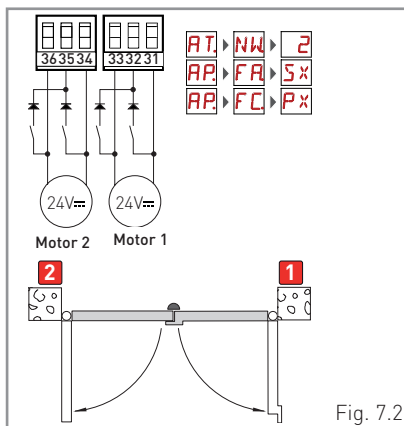 36 35 34 33 32 31
AT. NW. 2
AP. FA. SX
AP. FC. PX
24V 24V
Motor 2 Motor 1
2 1
Fig. 7.2